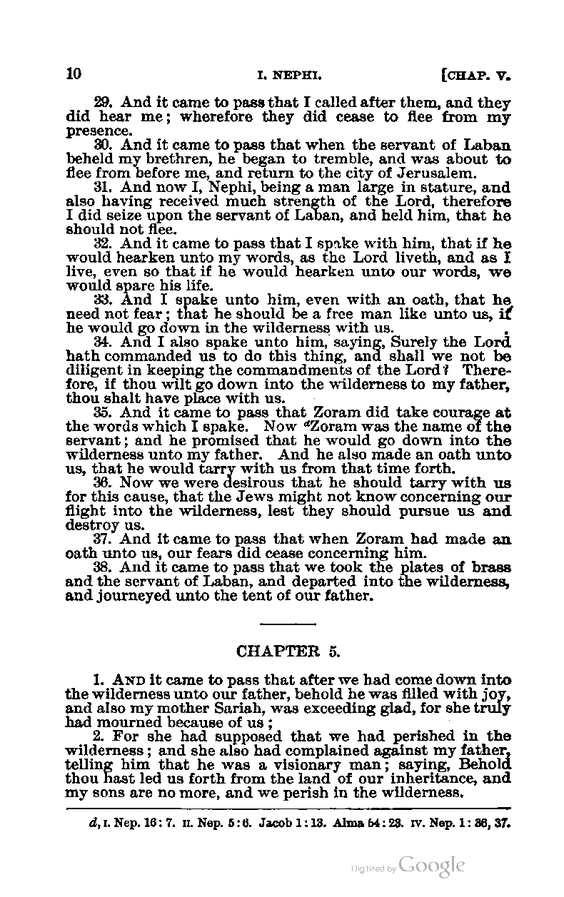 10 I. NEPHI. [CHAP. V.
29. And it came to pass that I called after them, and they
did hear me; wherefore they did cease to flee from my
presence.
30. And it came to pass that when the servant of Laban
beheld my brethren, he began to tremble, and was about to
flee from before me, and return to the city of Jerusalem.
31. And now I, Nephi, being a man large in stature, and
also having received much strength of the Lord, therefore
I did seize upon the servant of Laban, and held him, that he
should not flee.
32. And it came to pass that I spake with him, that if he
would hearken unto my words, as the Lord liveth, and as I
live, even so that if he would hearken unto our words, we
would spare his life.
33. And I spake unto him, even with an oath, that he
need not fear; that he should be a free man like unto us, if
he would go down in the wilderness with us.
34. And I also spake unto him, saying, Surely the Lord
hath commanded us to do this thing, and shall we not be
diligent in keeping the commandments of the Lord? There-
fore, if thou wilt go down into the wilderness to my father,
thou shalt have place with us.
35. And it came to pass that Zoram did take courage at
the words which I spake. Now dZoram was the name of the
servant; and he promised that he would go down into the
wilderness unto my father. And he also made an oath unto
us, that he would tarry with us from that time forth.
36. Now we were desirous that he should tarry with us
for this cause, that the Jews might not know concerning our
flight into the wilderness, lest they should pursue us and
destroy us.
37. And it came to pass that when Zoram had made an
oath unto us, our fears did cease concerning him.
38. And it came to pass that we took the plates of brass
and the servant of Laban, and departed into the wilderness,
and journeyed unto the tent of our father.
CHAPTER 5.
1. AND it came to pass that after we had come down into
the wilderness unto our father, behold he was filled with joy,
and also my mother Sariah, was exceeding glad, for she truly
had mourned because of us;
2. For she had supposed that we had perished in the
wilderness; and she also had complained against my father,
telling him that he was a visionary man; saying, Behold
thou hast led us forth from the land of our inheritance, and
my sons are no more, and we perish in the wilderness.
d, I. Nep. 16:7. II. Nep. 5:6. Jacob 1:13. Alma 54:23. IV. Nep. 1:36, 37.
Digitized by Google